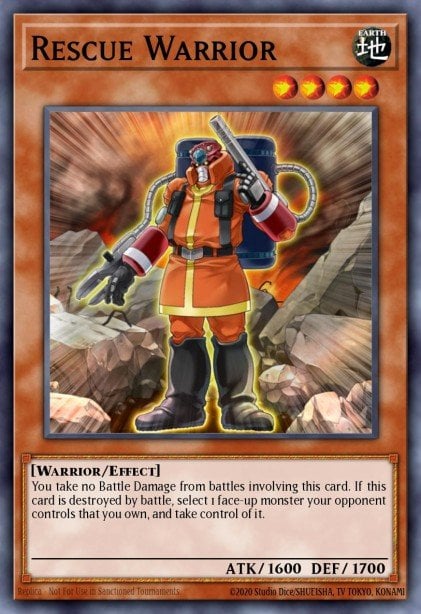 Rescue Warrior
EARTH
地
[Warrior/Effect]
You take no Battle Damage from battles involving this card. If this
card is destroyed by battle, select 1 face-up monster your opponent
controls that you own, and take control of it.
ATK/1600 DEF/1700
Replica - Not For Use in Sanctioned Tournaments
©2020 Studio Dice/SHUEISHA, TV TOKYO, KONAMI